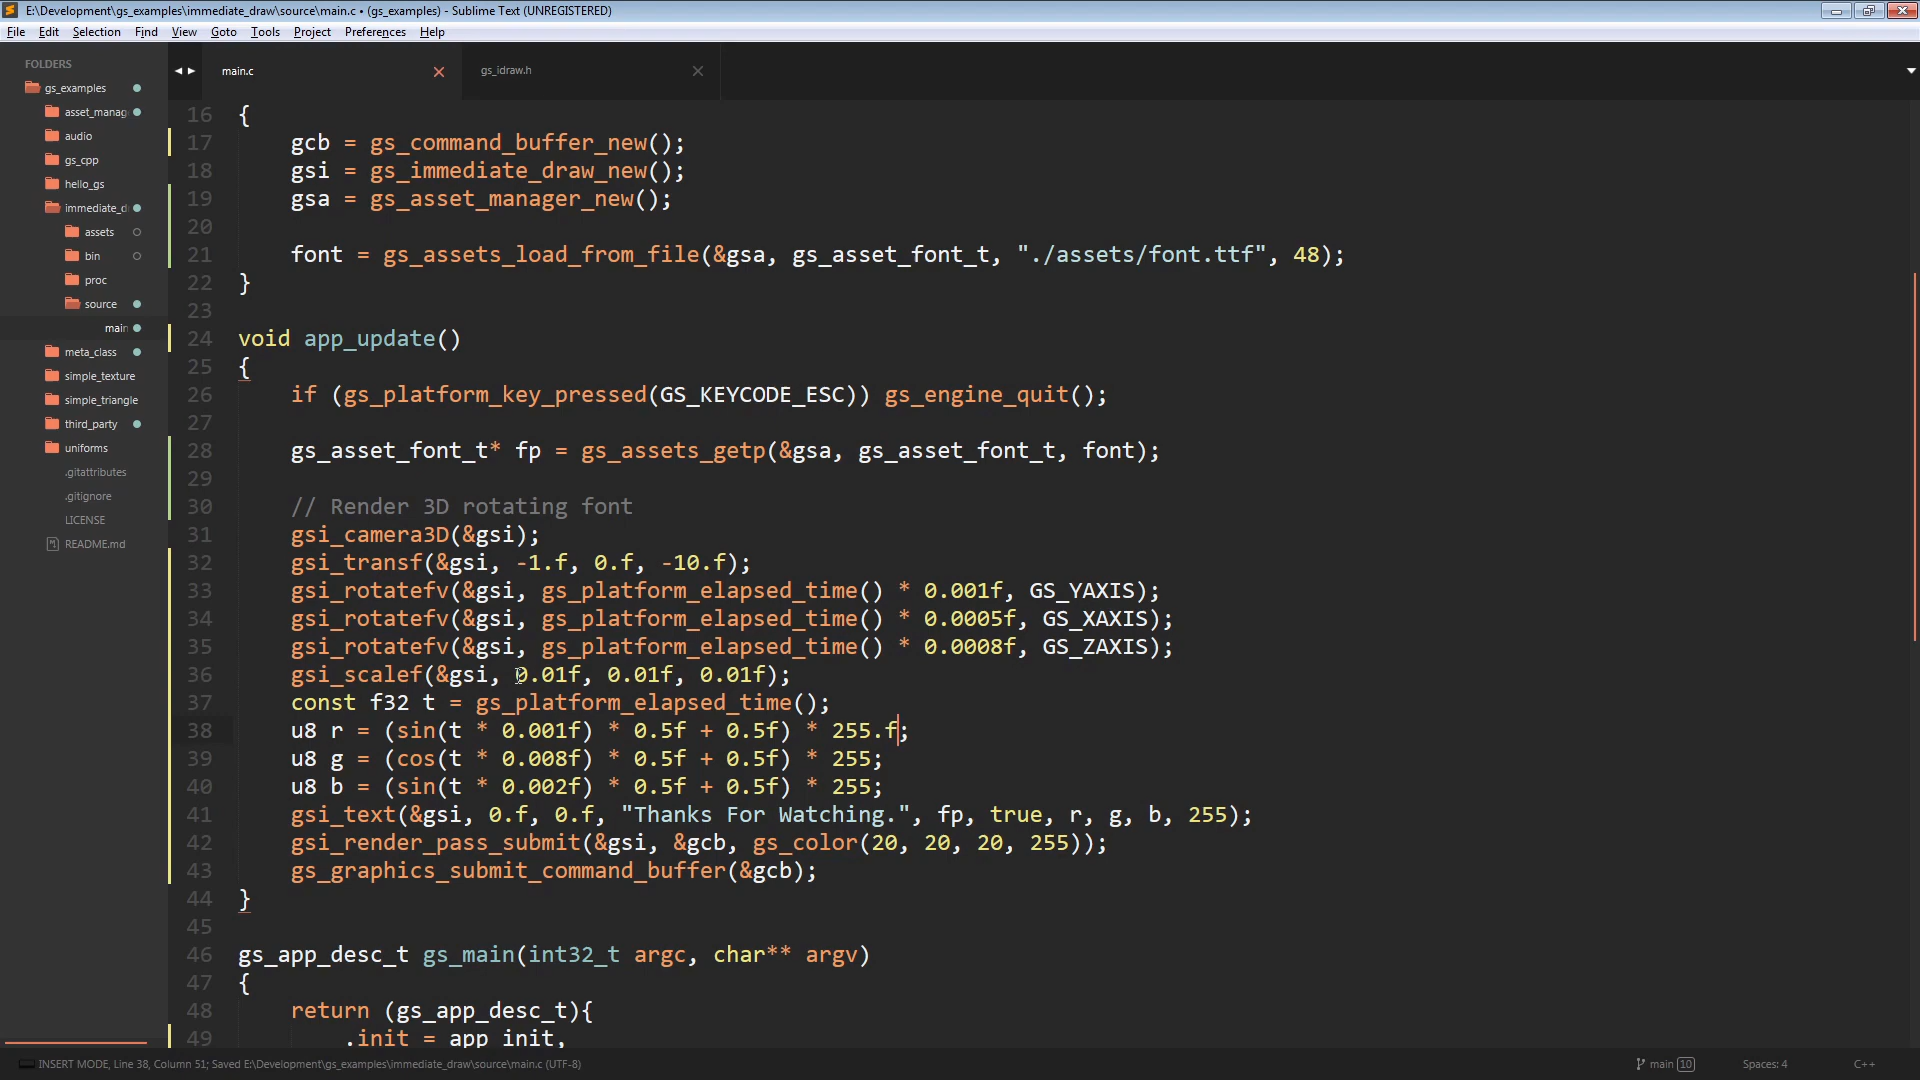 E:\Development\gs_examples\immediate_draw\source\main.c • (gs_examples) - Sublime Text (UNREGISTERED)
File Edit Selection Find View Goto Tools Project Preferences Help
FOLDERS
gs_examples
asset_manag
audio
gs_cpp
hello_gs
immediate_d
assets
bin
proc
source
main
meta_class
simple_texture
simple_triangle
third_party
uniforms
.gitattributes
.gitignore
LICENSE
README.md
main.c
gs_idraw.h
16 {
17 gcb = gs_command_buffer_new();
18 gsi = gs_immediate_draw_new();
19 gsa = gs_asset_manager_new();
20
21 font = gs_assets_load_from_file(&gsa, gs_asset_font_t, "./assets/font.ttf", 48);
22 }
23
24 void app_update()
25 {
26 if (gs_platform_key_pressed(GS_KEYCODE_ESC)) gs_engine_quit();
27
28 gs_asset_font_t* fp = gs_assets_getp(&gsa, gs_asset_font_t, font);
29
30 // Render 3D rotating font
31 gsi_camera3D(&gsi);
32 gsi_transf(&gsi, -1.f, 0.f, -10.f);
33 gsi_rotatefv(&gsi, gs_platform_elapsed_time() * 0.001f, GS_YAXIS);
34 gsi_rotatefv(&gsi, gs_platform_elapsed_time() * 0.0005f, GS_XAXIS);
35 gsi_rotatefv(&gsi, gs_platform_elapsed_time() * 0.0008f, GS_ZAXIS);
36 gsi_scalef(&gsi, 0.01f, 0.01f, 0.01f);
37 const f32 t = gs_platform_elapsed_time();
38 u8 r = (sin(t * 0.001f) * 0.5f + 0.5f) * 255.f;
39 u8 g = (cos(t * 0.008f) * 0.5f + 0.5f) * 255;
40 u8 b = (sin(t * 0.002f) * 0.5f + 0.5f) * 255;
41 gsi_text(&gsi, 0.f, 0.f, "Thanks For Watching.", fp, true, r, g, b, 255);
42 gsi_render_pass_submit(&gsi, &gcb, gs_color(20, 20, 20, 255));
43 gs_graphics_submit_command_buffer(&gcb);
44 }
45
46 gs_app_desc_t gs_main(int32_t argc, char** argv)
47 {
48 return (gs_app_desc_t){
49 .init = app_init,
INSERT MODE, Line 38, Column 51; Saved E:\Development\gs_examples\immediate_draw\source\main.c (UTF-8)
main 10
Spaces: 4
C++